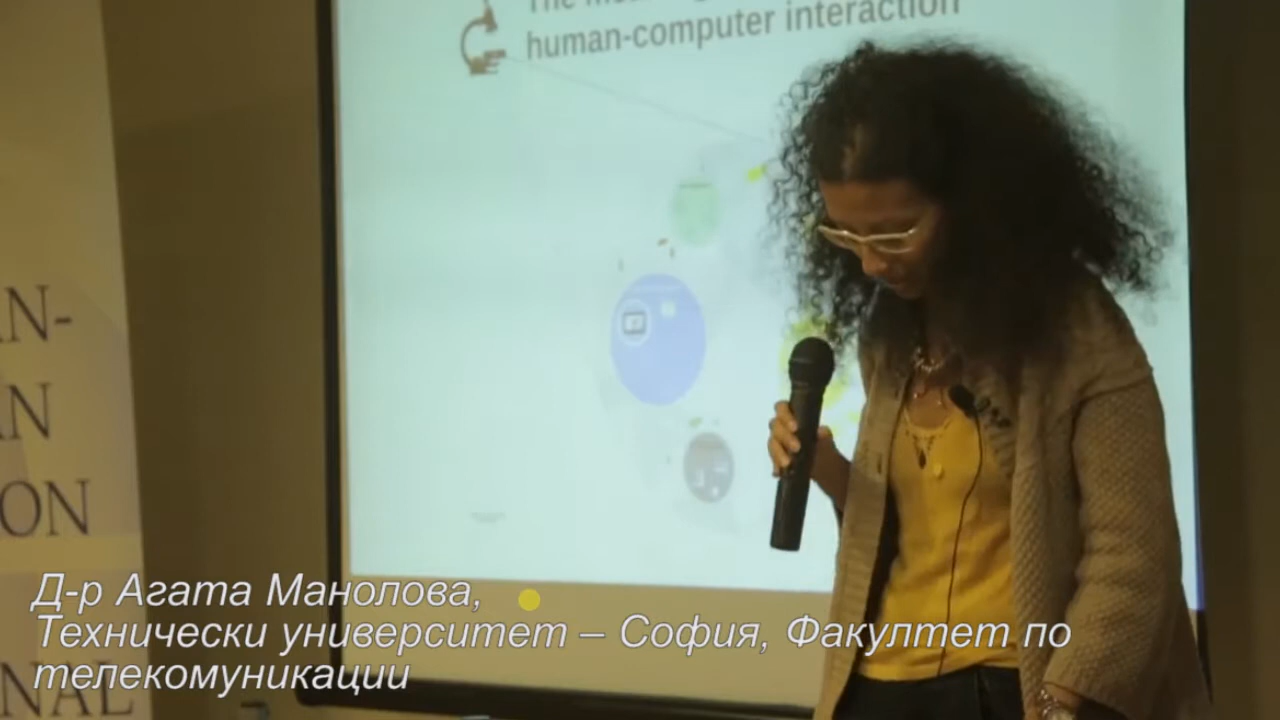 human-computer interaction
AN-
AN
ON
Д-р Агата Манолова,
Технически университет – София, Факултет по
телекомуникации
NAL